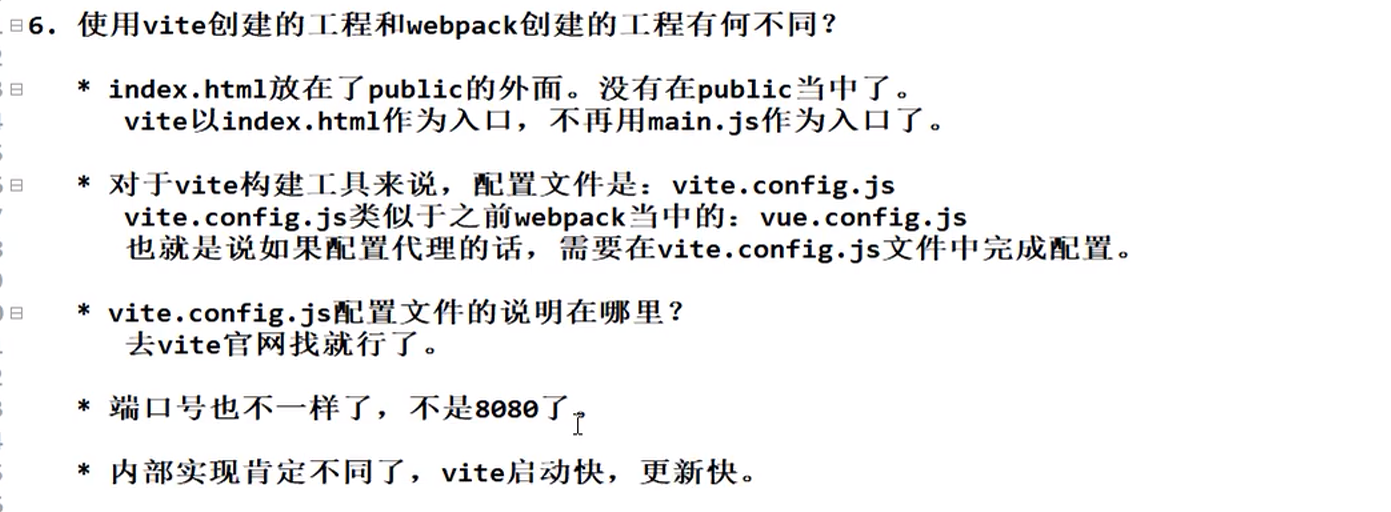 6. 使用vite创建的工程和webpack创建的工程有何不同？
* index.html放在了public的外面。没有在public当中了。
vite以index.html作为入口，不再用main.js作为入口了。
* 对于vite构建工具来说，配置文件是：vite.config.js
vite.config.js类似于之前webpack当中的：vue.config.js
也就是说如果配置代理的话，需要在vite.config.js文件中完成配置。
* vite.config.js配置文件的说明在哪里？
去vite官网找就行了。
* 端口号也不一样了，不是8080了。
* 内部实现肯定不同了，vite启动快，更新快。